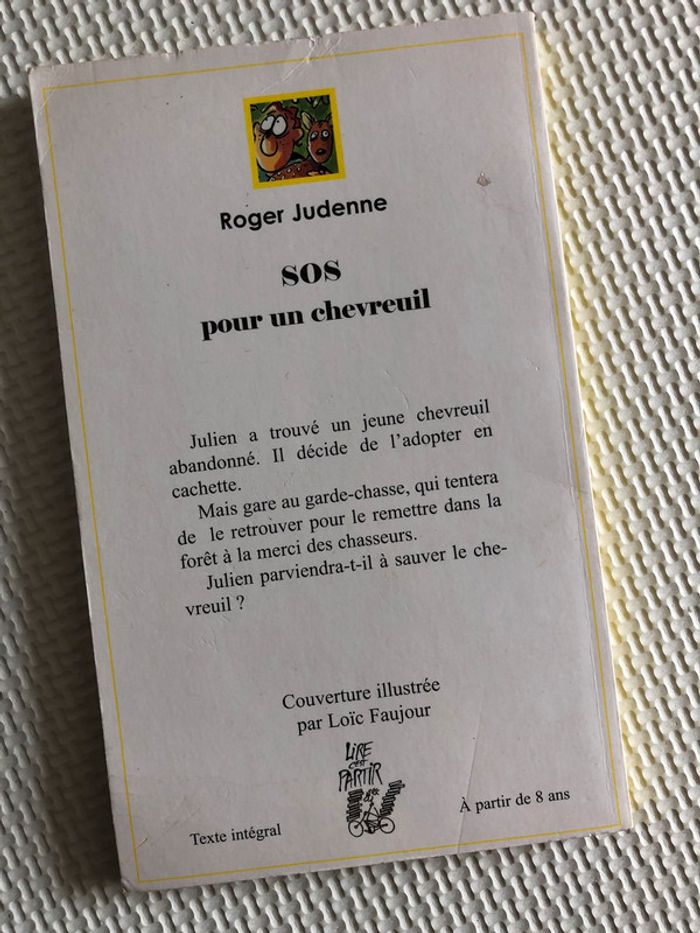 Roger Judenne
SOS
pour un chevreuil
Julien a trouvé un jeune chevreuil
abandonné. Il décide de l'adopter en
cachette.
Mais gare au garde-chasse, qui tentera
de le retrouver pour le remettre dans la
forêt à la merci des chasseurs.
Julien parviendra-t-il à sauver le che-
vreuil ?
Couverture illustrée
par Loïc Faujour
LIRE
C'EST
PARTIR
Texte intégral
À partir de 8 ans